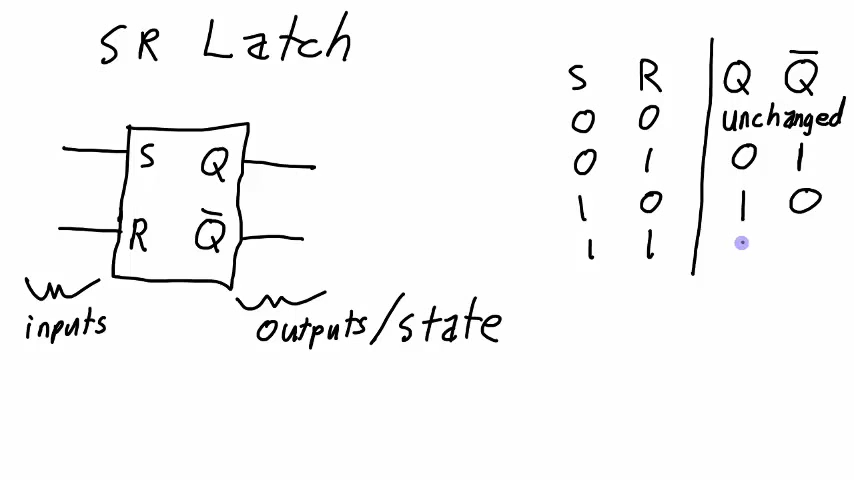 SR Latch
S Q
R Q̅
inputs
outputs/state
S R Q Q̅
0 0 unchanged
0 1 0 1
1 0 1 0
1 1